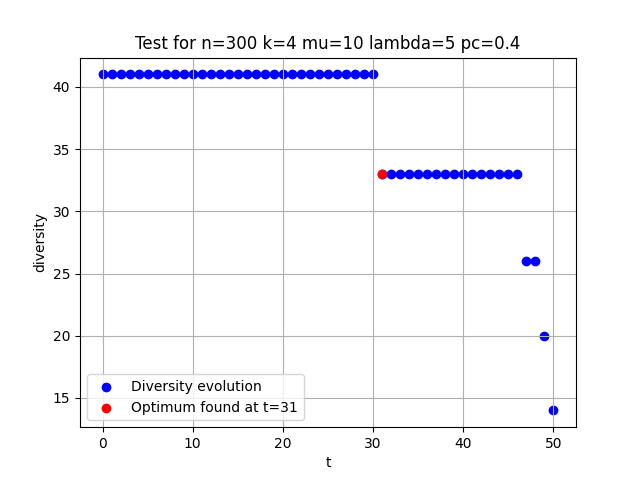 Test for n=300 k=4 mu=10 lambda=5 pc=0.4
40
35
30
25
20
15
diversity
Diversity evolution
Optimum found at t=31
0 10 20 30 40 50
t